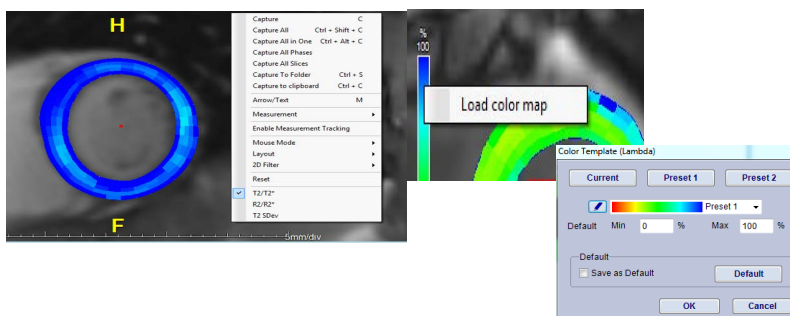 H
F
5mm/div
Capture C
Capture All Ctrl + Shift + C
Capture All in One Ctrl + Alt + C
Capture All Phases
Capture All Slices
Capture To Folder Ctrl + S
Capture to clipboard Ctrl + C
Arrow/Text M
Measurement
Enable Measurement Tracking
Mouse Mode
Layout
2D Filter
Reset
T2/T2*
R2/R2*
T2 SDev
%
100
Load color map
Color Template (Lambda)
Current Preset 1 Preset 2
Preset 1
Default Min 0 % Max 100 %
Default
Save as Default Default
OK Cancel